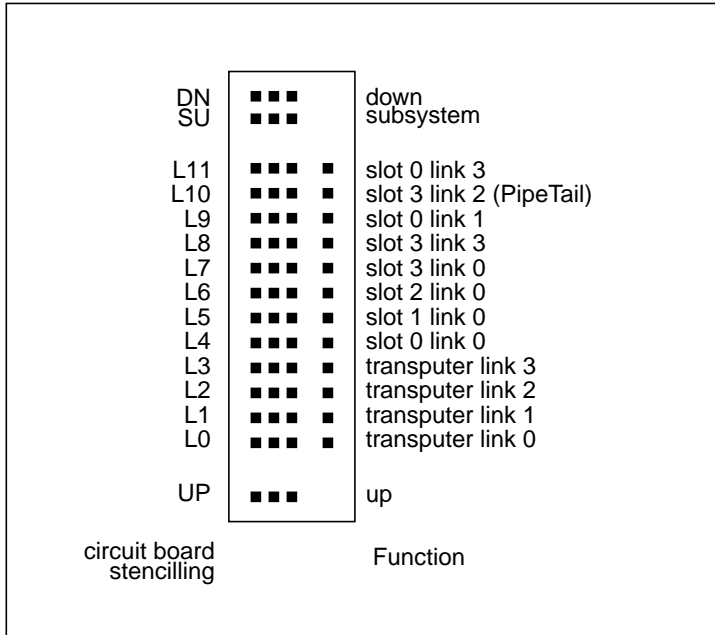 DN down
SU subsystem
L11 slot 0 link 3
L10 slot 3 link 2 (PipeTail)
L9 slot 0 link 1
L8 slot 3 link 3
L7 slot 3 link 0
L6 slot 2 link 0
L5 slot 1 link 0
L4 slot 0 link 0
L3 transputer link 3
L2 transputer link 2
L1 transputer link 1
L0 transputer link 0
UP up
circuit board
stencilling
Function